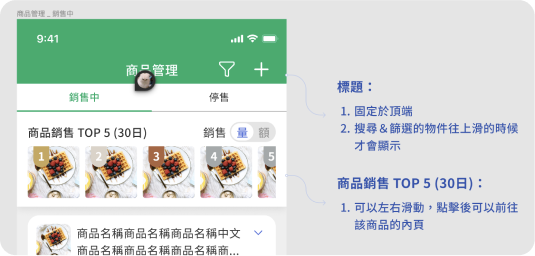 商品管理 _ 銷售中
9:41
商品管理
銷售中
停售
商品銷售 TOP 5 (30日)
銷售 量 額
1 2 3 4 5
商品名稱商品名稱商品名稱中文
商品名稱商品名稱商品名稱商...
標題：
1. 固定於頂端
2. 搜尋＆篩選的物件往上滑的時候
才會顯示
商品銷售 TOP 5 (30日)：
1. 可以左右滑動，點擊後可以前往
該商品的內頁